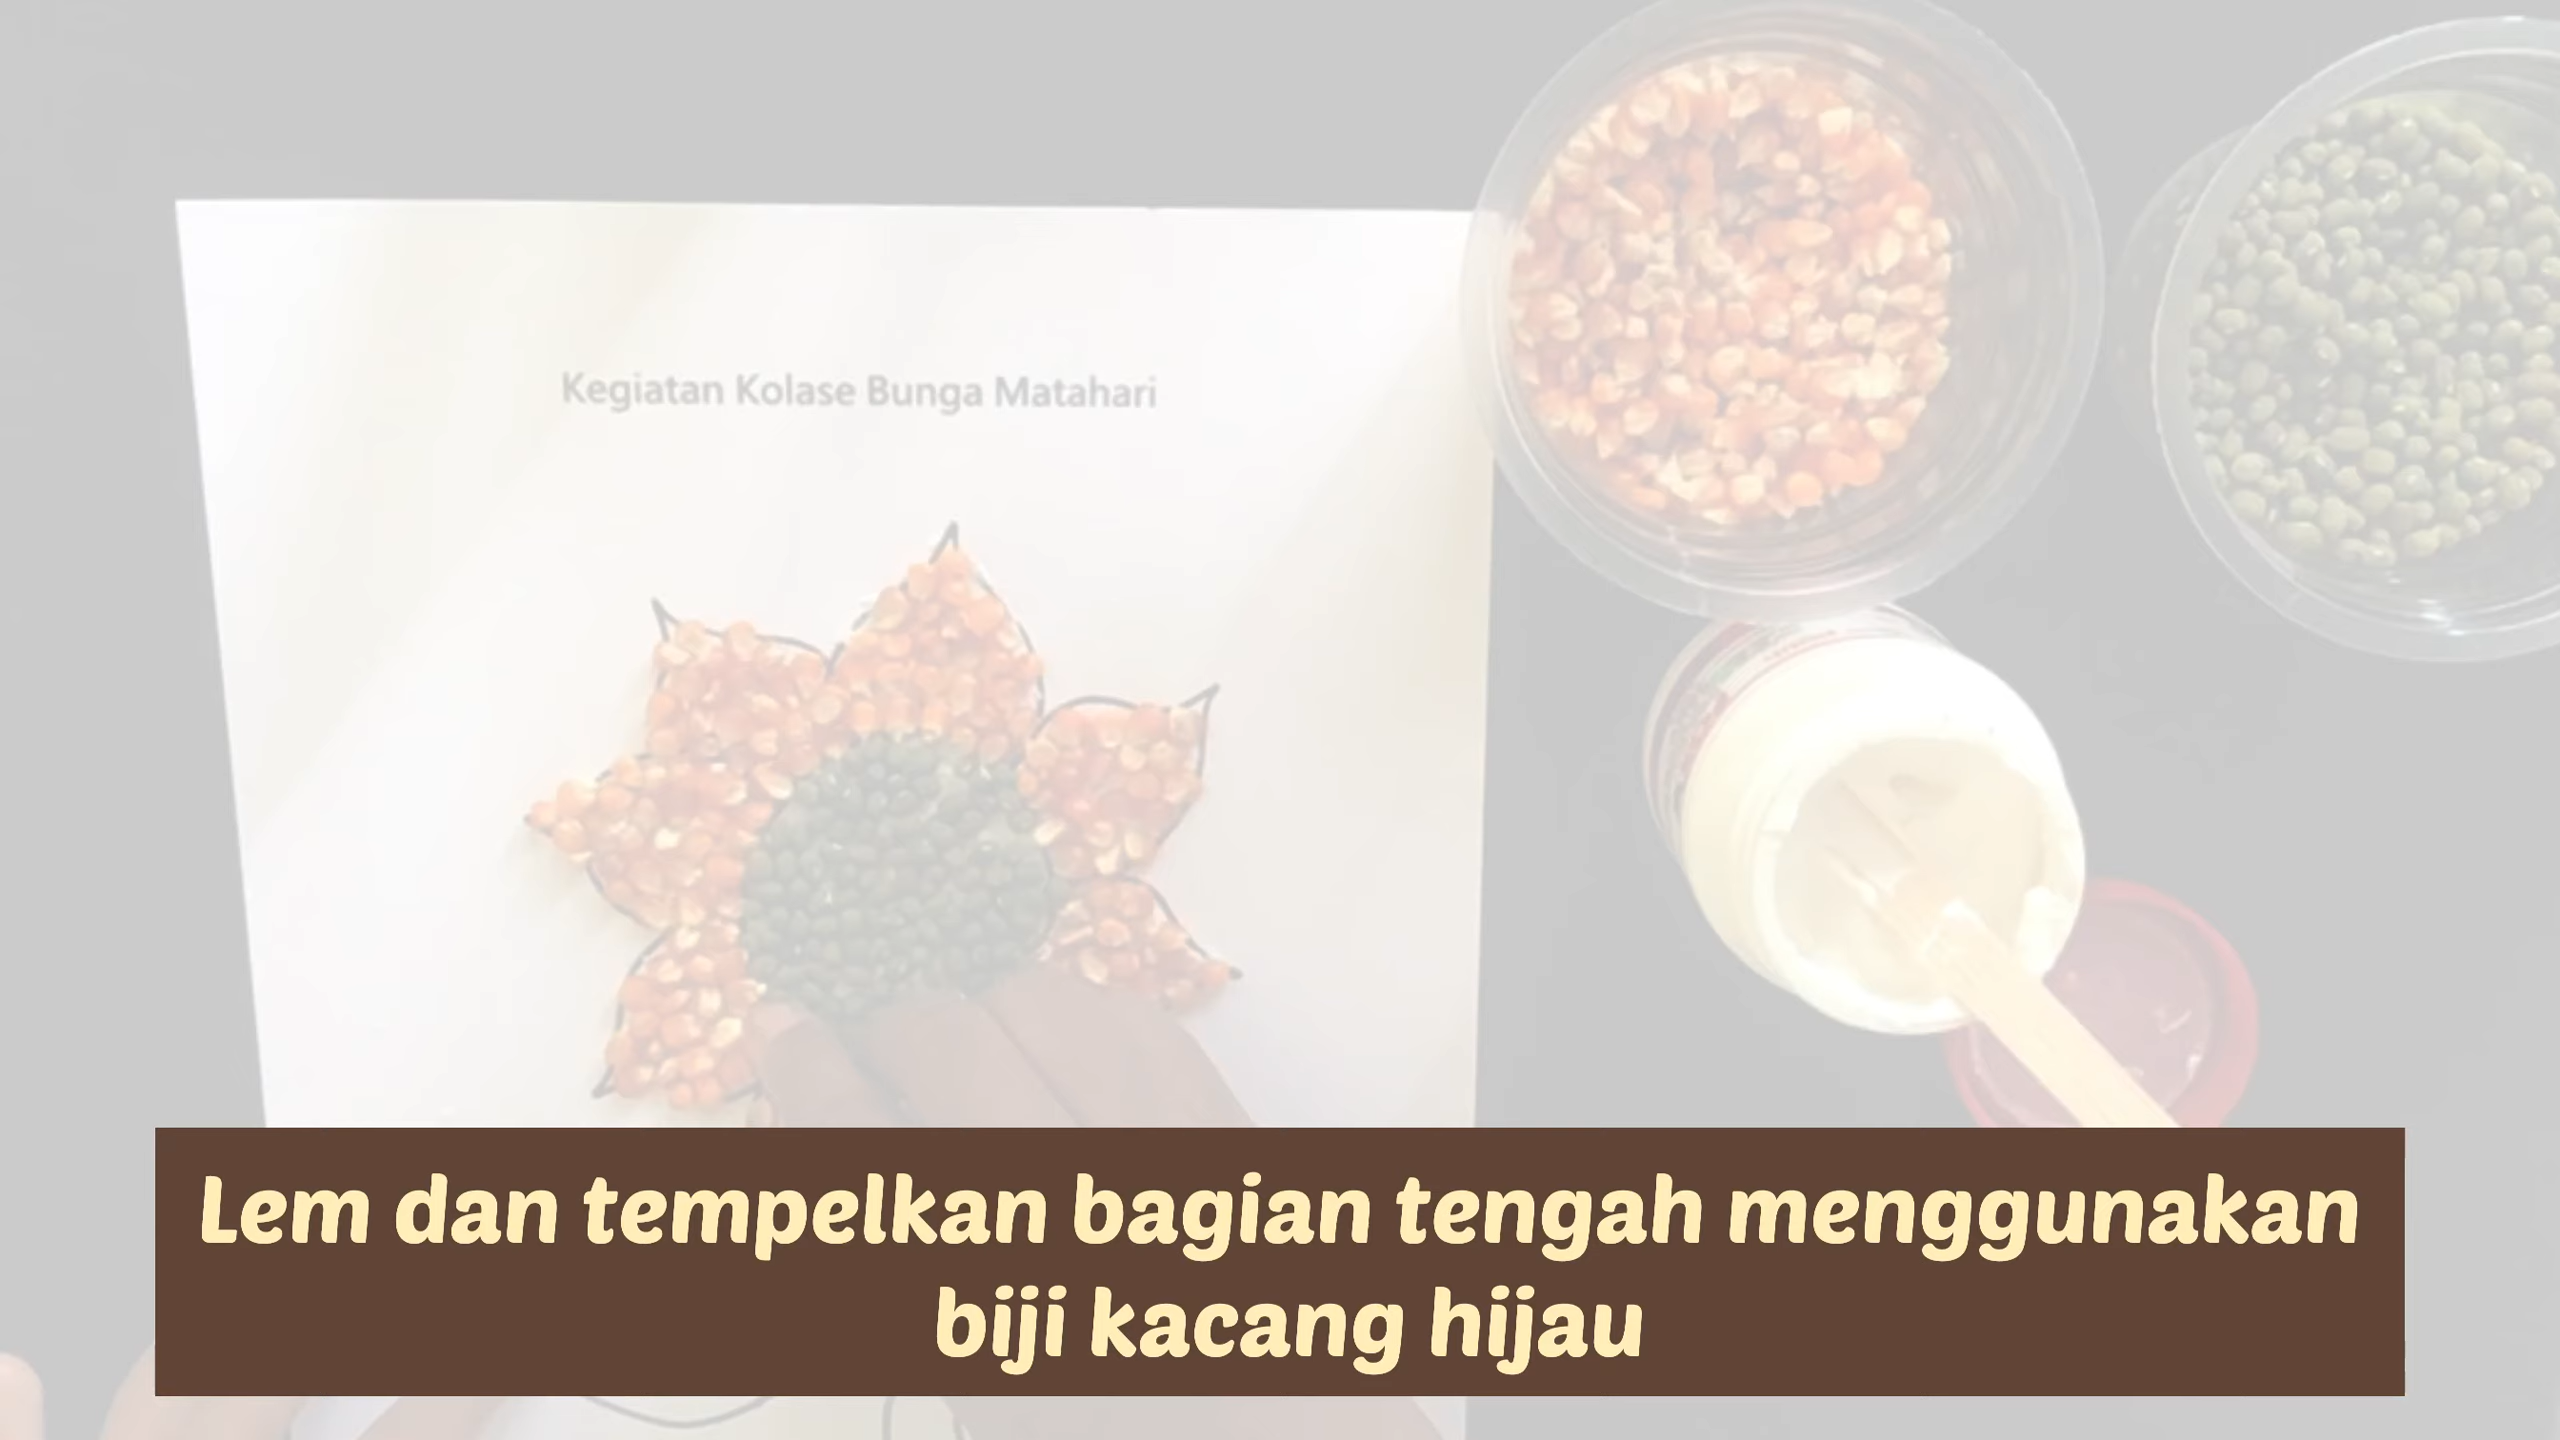 Kegiatan Kolase Bunga Matahari
Lem dan tempelkan bagian tengah menggunakan
biji kacang hijau